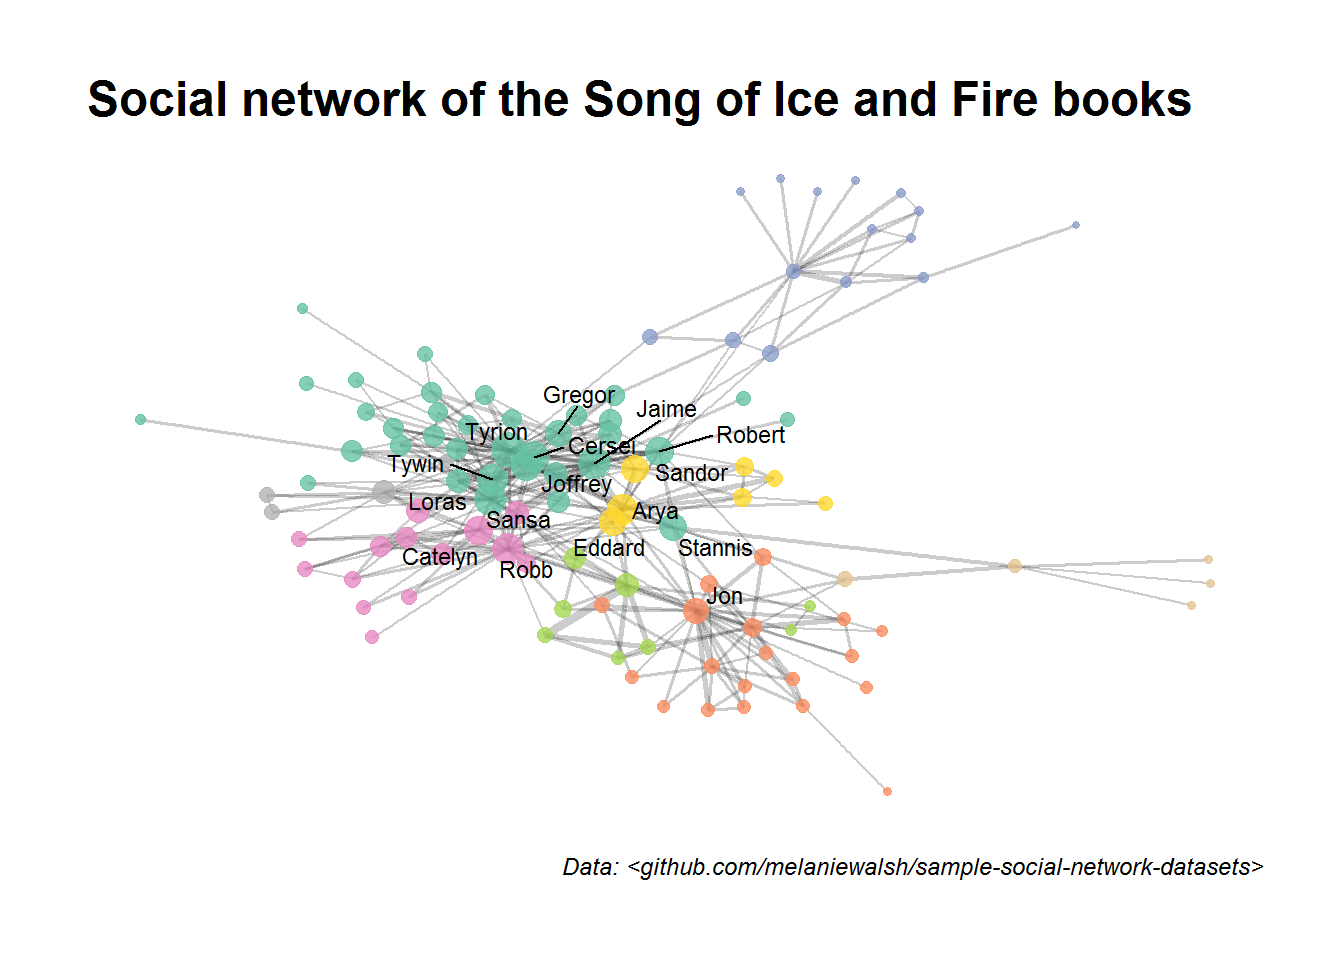 Social network of the Song of Ice and Fire books
Gregor
Jaime
Tyrion
Cersei
Robert
Tywin
Joffrey
Sandor
Loras
Sansa
Arya
Catelyn
Robb
Eddard
Stannis
Jon
Data: <github.com/melaniewalsh/sample-social-network-datasets>